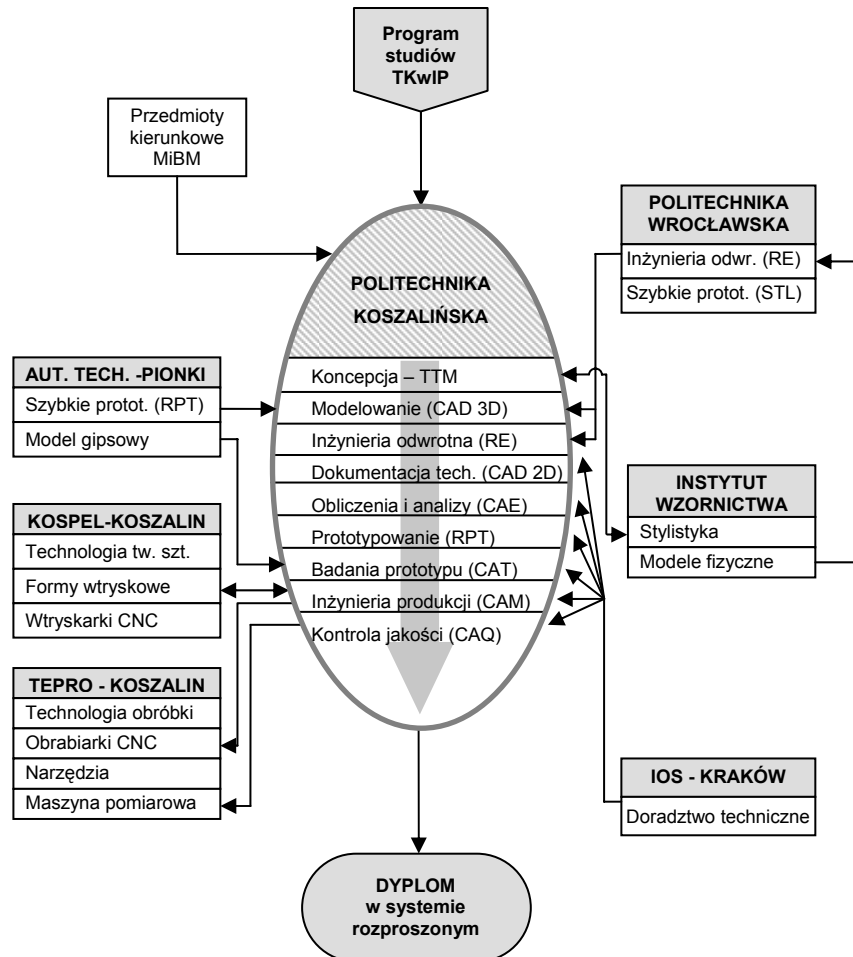 Program
studiów
TKwIP
Przedmioty
kierunkowe
MiBM
POLITECHNIKA
WROCŁAWSKA
Inżynieria odwr. (RE)
Szybkie protot. (STL)
POLITECHNIKA
KOSZALIŃSKA
Koncepcja – TTM
Modelowanie (CAD 3D)
Inżynieria odwrotna (RE)
Dokumentacja tech. (CAD 2D)
Obliczenia i analizy (CAE)
Prototypowanie (RPT)
Badania prototypu (CAT)
Inżynieria produkcji (CAM)
Kontrola jakości (CAQ)
AUT. TECH. -PIONKI
Szybkie protot. (RPT)
Model gipsowy
KOSPEL-KOSZALIN
Technologia tw. szt.
Formy wtryskowe
Wtryskarki CNC
TEPRO - KOSZALIN
Technologia obróbki
Obrabiarki CNC
Narzędzia
Maszyna pomiarowa
INSTYTUT
WZORNICTWA
Stylistyka
Modele fizyczne
IOS - KRAKÓW
Doradztwo techniczne
DYPLOM
w systemie
rozproszonym